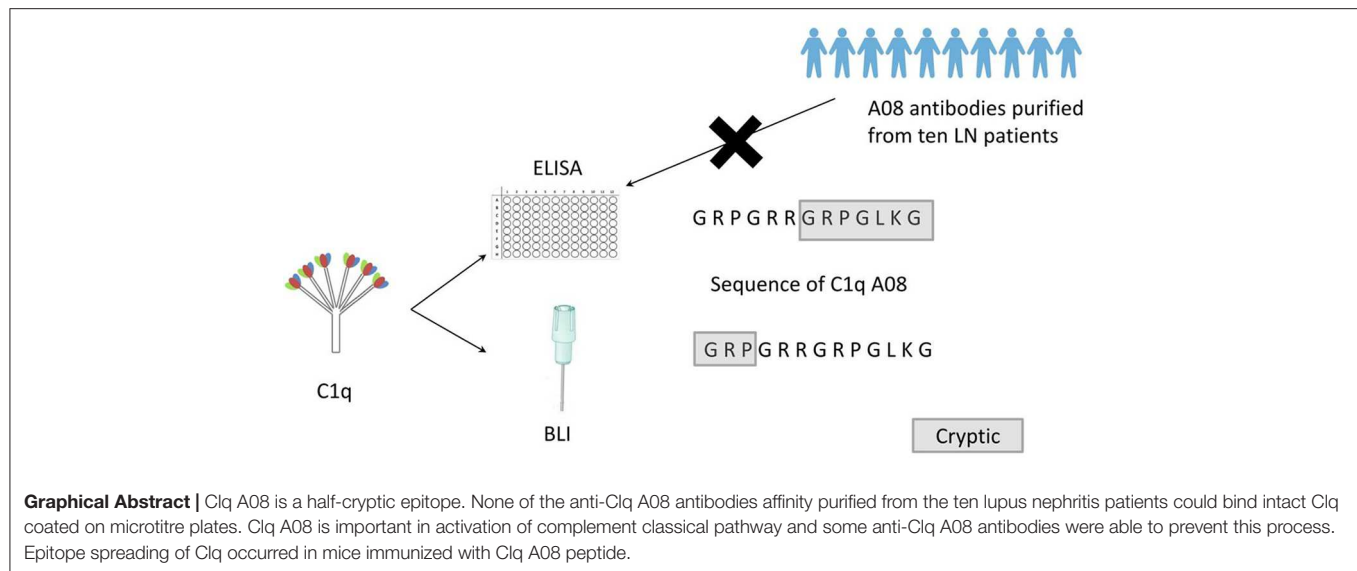 A08 antibodies purified
from ten LN patients
ELISA
G R P G R R G R P G L K G
Sequence of C1q A08
G R P G R R G R P G L K G
C1q
BLI
Cryptic
Graphical Abstract | Clq A08 is a half-cryptic epitope. None of the anti-Clq A08 antibodies affinity purified from the ten lupus nephritis patients could bind intact Clq
coated on microtitre plates. Clq A08 is important in activation of complement classical pathway and some anti-Clq A08 antibodies were able to prevent this process.
Epitope spreading of Clq occurred in mice immunized with Clq A08 peptide.